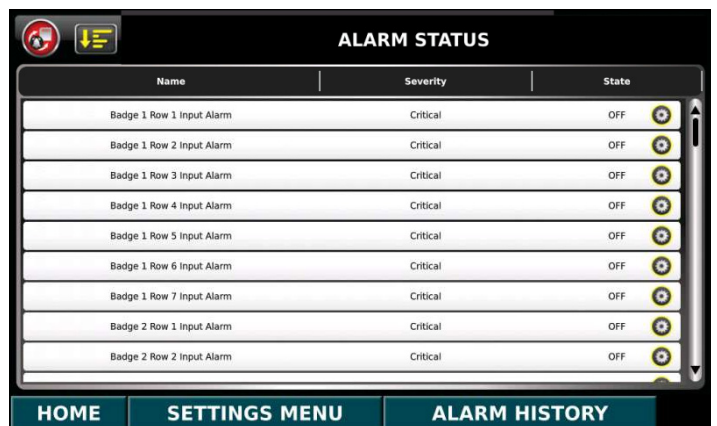 ALARM STATUS
Name Severity State
Badge 1 Row 1 Input Alarm Critical OFF
Badge 1 Row 2 Input Alarm Critical OFF
Badge 1 Row 3 Input Alarm Critical OFF
Badge 1 Row 4 Input Alarm Critical OFF
Badge 1 Row 5 Input Alarm Critical OFF
Badge 1 Row 6 Input Alarm Critical OFF
Badge 1 Row 7 Input Alarm Critical OFF
Badge 2 Row 1 Input Alarm Critical OFF
Badge 2 Row 2 Input Alarm Critical OFF
HOME SETTINGS MENU ALARM HISTORY